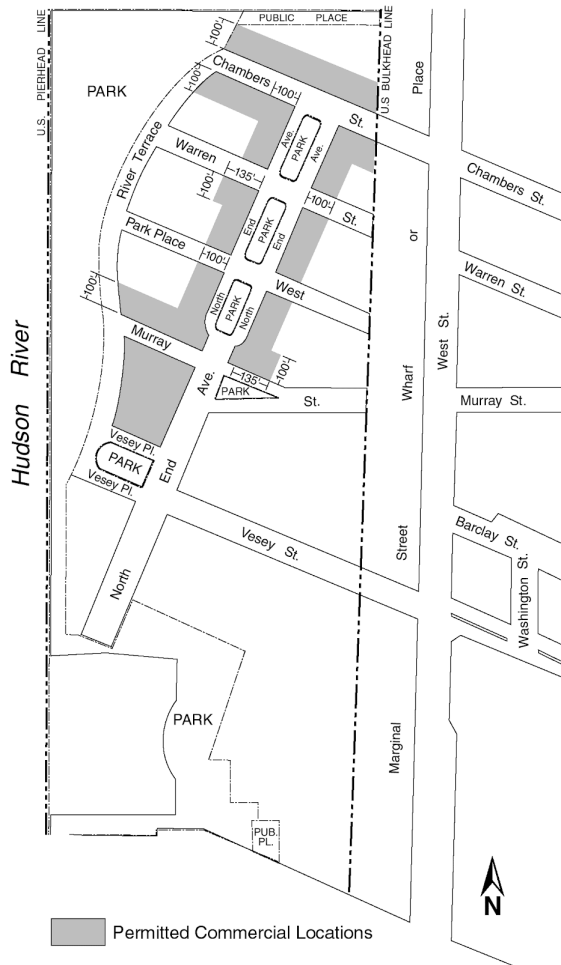 U.S. PIERHEAD LINE
PUBLIC PLACE
U.S BULKHEAD LINE
Place
-100'-
PARK
Chambers
-100'-
-100'-
St.
Ave.
PARK
Ave.
River Terrace
Warren
-135'-
-100'-
-100'-
St.
Chambers St.
End
PARK
End
Park Place
-100'-
West
or
Warren St.
-100'-
North
PARK
North
Murray
West St.
Hudson River
Ave.
-135'-
-100'-
PARK
St.
Wharf
Murray St.
Vesey Pl.
PARK
Vesey Pl.
End
Vesey St.
Street
Barclay St.
Washington St.
North
PARK
Marginal
PUB.
PL.
N
Permitted Commercial Locations